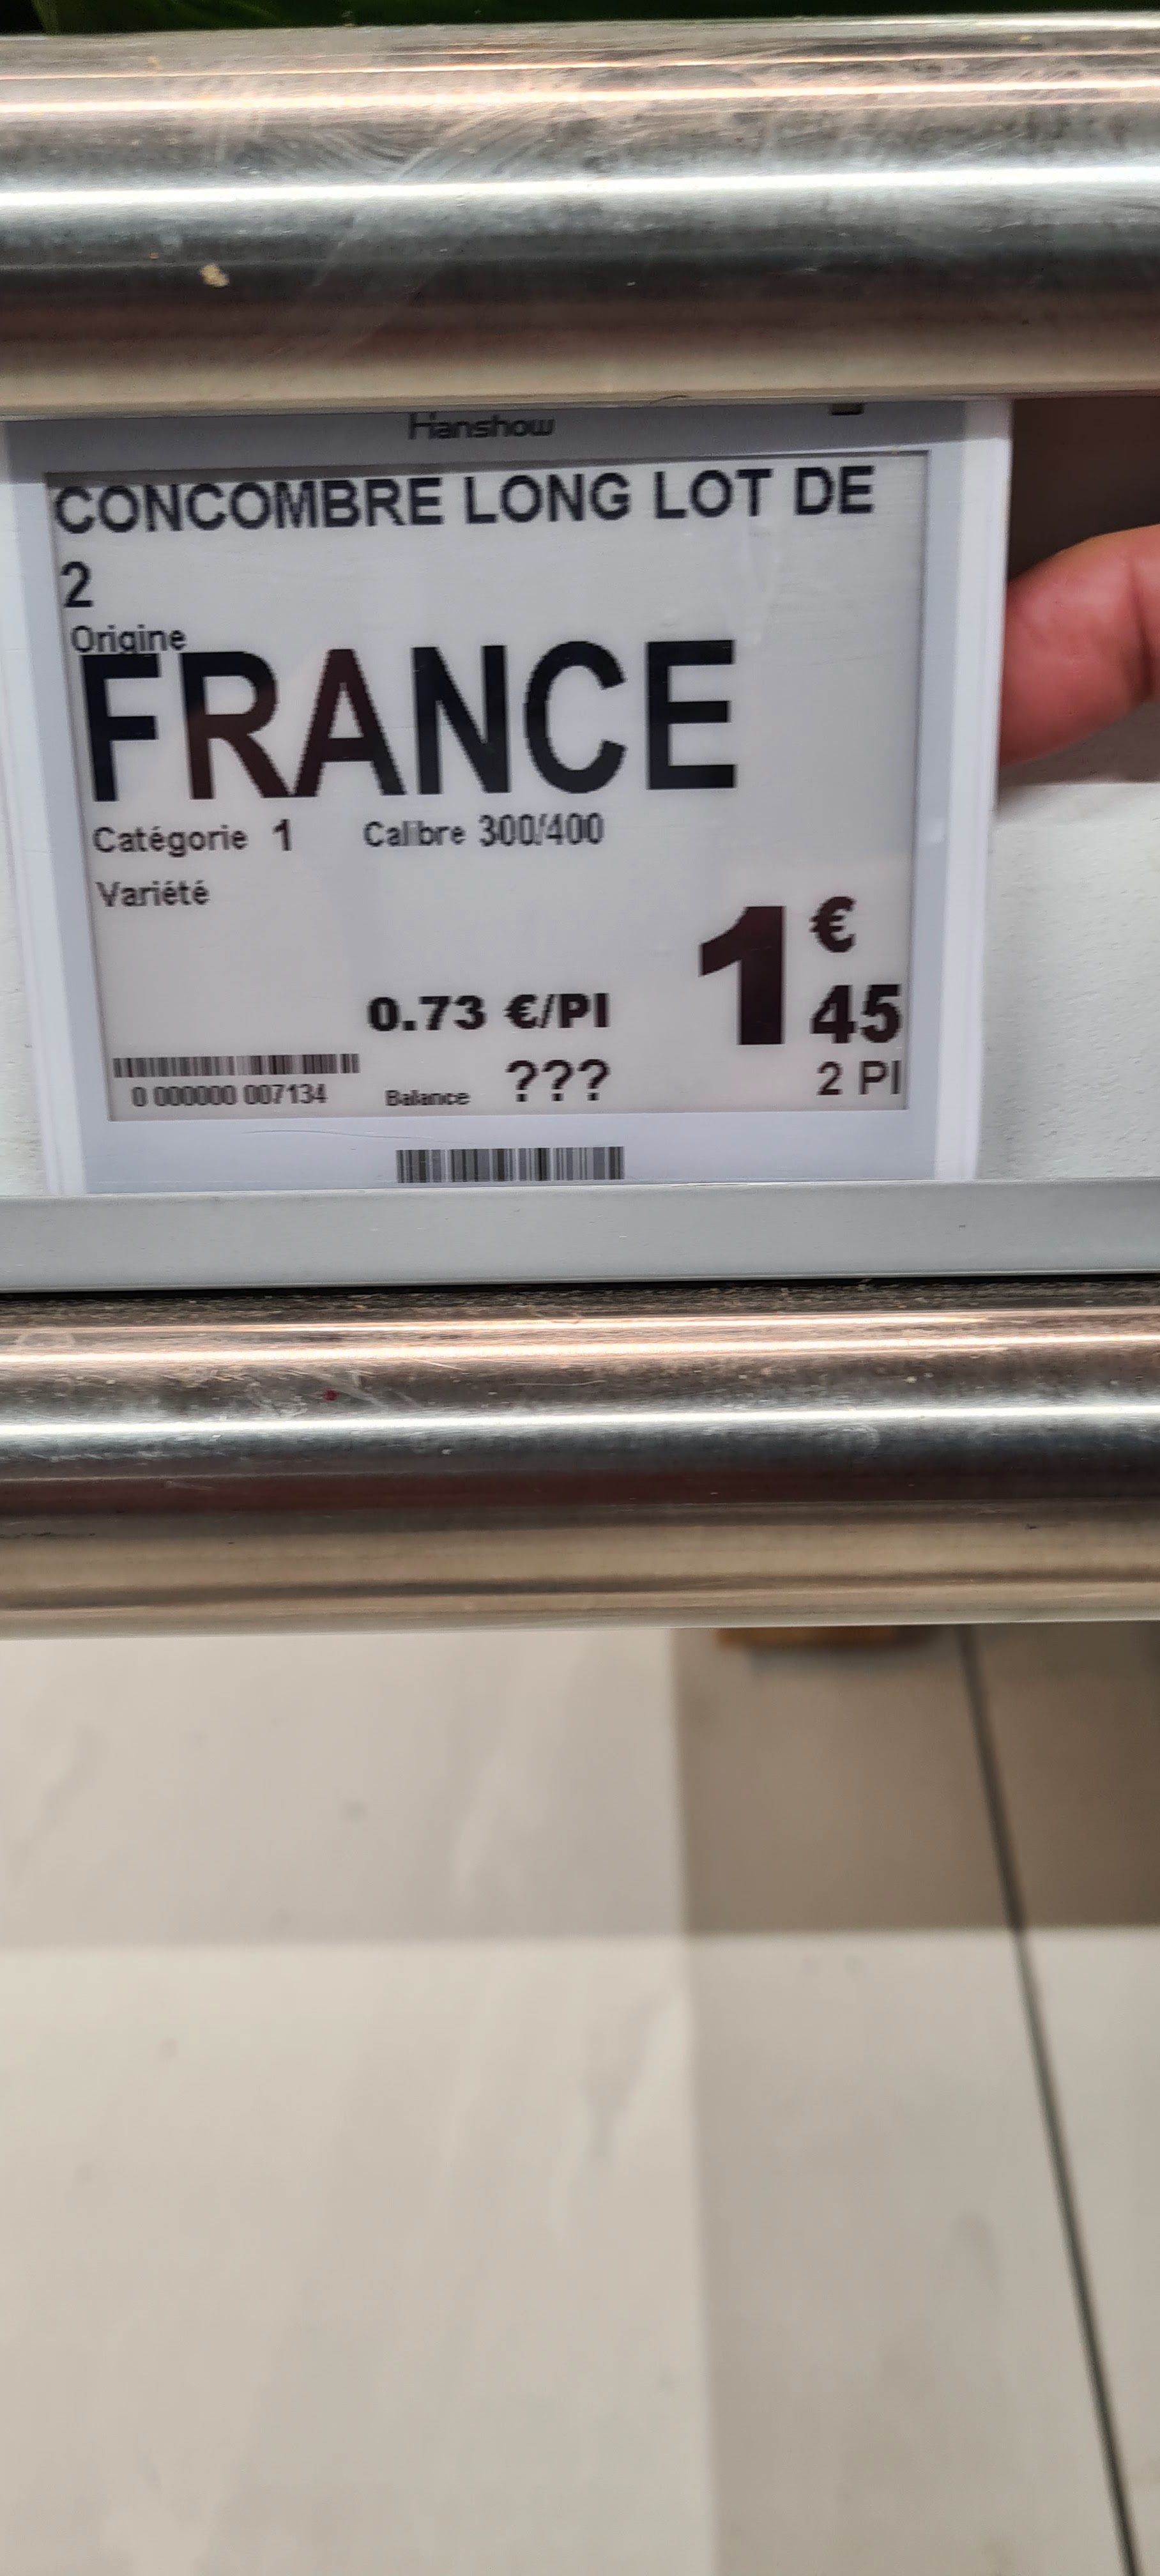 Hanshow
CONCOMBRE LONG LOT DE
2
Origine
FRANCE
Catégorie 1 Calibre 300/400
Variété
1 €
45
0.73 €/PI
2 PI
0 000000 007134 Balance ???